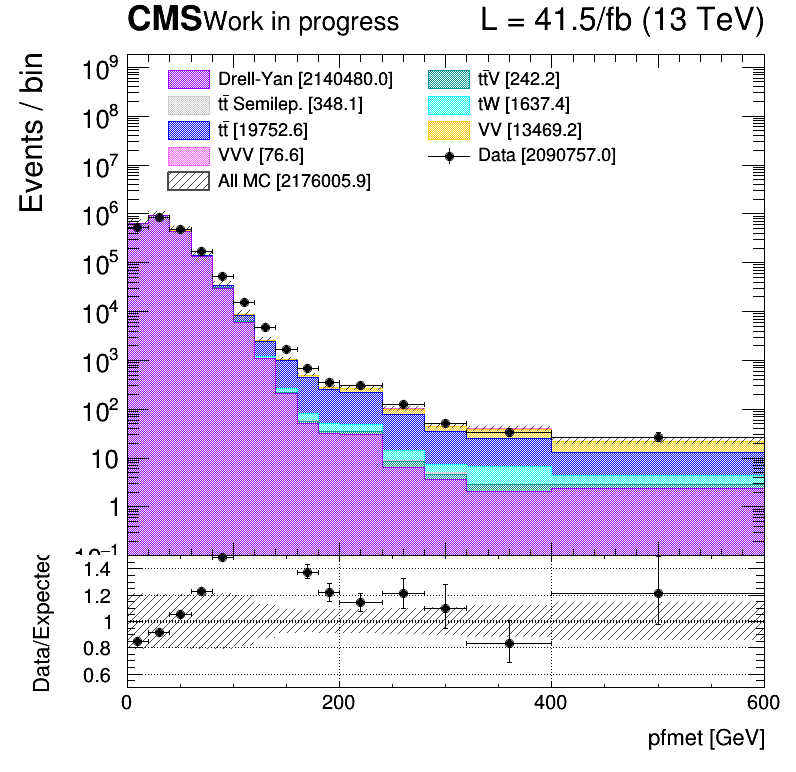 CMS Work in progress L = 41.5/fb (13 TeV)
Events / bin
10⁹
10⁸
10⁷
10⁶
10⁵
10⁴
10³
10²
10
1
10⁻¹
Drell-Yan [2140480.0]
tt̄V [242.2]
tt̄ Semilep. [348.1]
tW [1637.4]
tt̄ [19752.6]
VV [13469.2]
VVV [76.6]
Data [2090757.0]
All MC [2176005.9]
Data/Expected
1.4
1.2
1
0.8
0.6
0 200 400 600
pfmet [GeV]